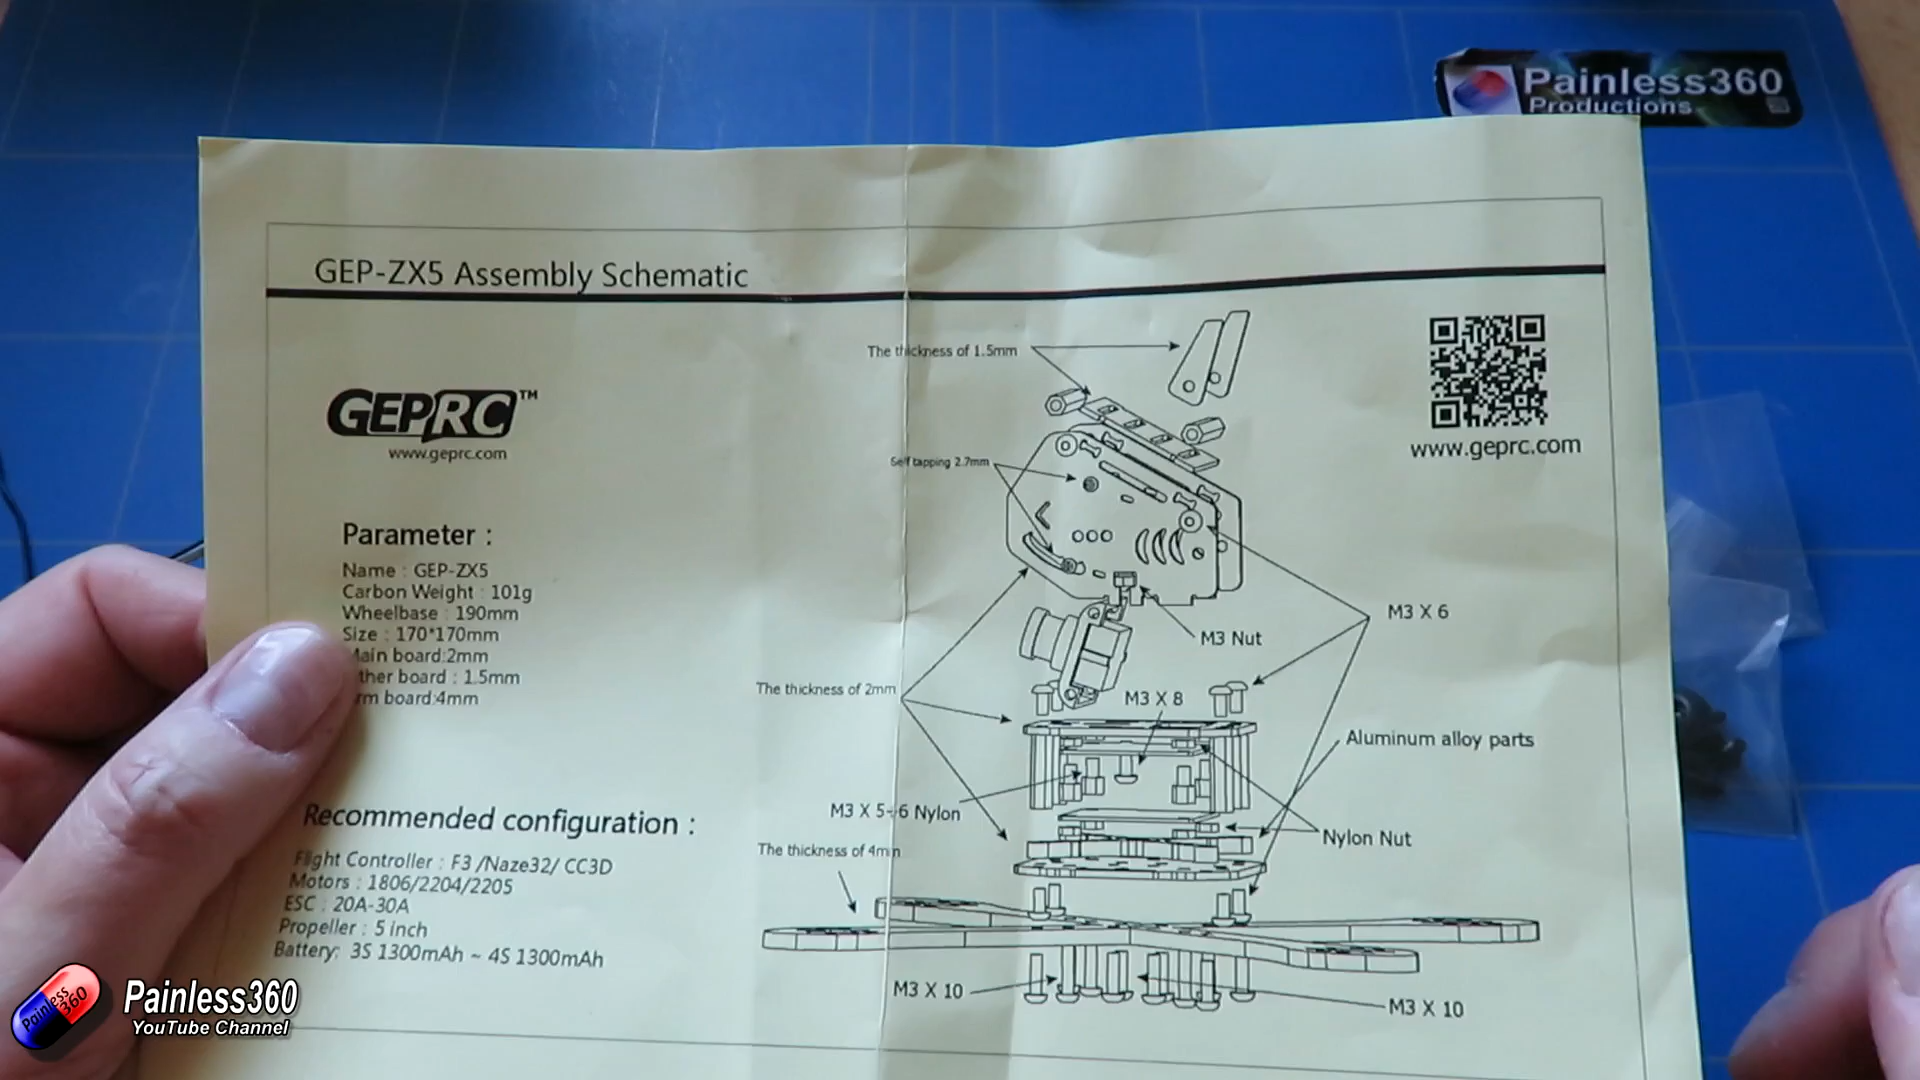 Painless360
Productions
GEP-ZX5 Assembly Schematic
GEPRC™
www.geprc.com
Parameter :
Name : GEP-ZX5
Carbon Weight : 101g
Wheelbase : 190mm
Size : 170*170mm
board:2mm
board : 1.5mm
board:4mm
Recommended configuration :
Flight Controller : F3 /Naze32/ CC3D
Motors : 1806/2204/2205
ESC : 20A-30A
Propeller : 5 inch
Battery: 3S 1300mAh ~ 4S 1300mAh
The thickness of 1.5mm
Self tapping 2.7mm
www.geprc.com
M3 X 6
M3 Nut
The thickness of 2mm
M3 X 8
Aluminum alloy parts
M3 X 5-6 Nylon
Nylon Nut
The thickness of 4mm
M3 X 10
M3 X 10
Painless360
Painless360
YouTube Channel